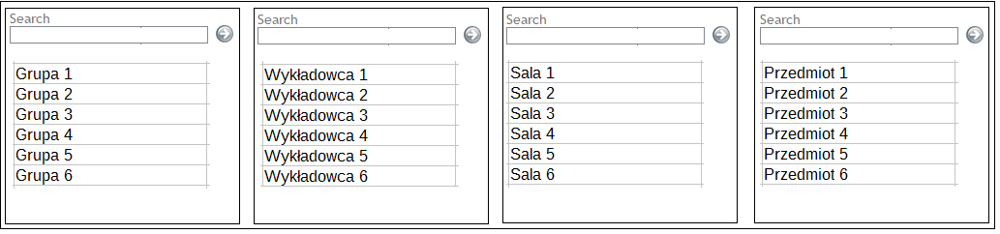 Search
Grupa 1
Grupa 2
Grupa 3
Grupa 4
Grupa 5
Grupa 6
Search
Wykładowca 1
Wykładowca 2
Wykładowca 3
Wykładowca 4
Wykładowca 5
Wykładowca 6
Search
Sala 1
Sala 2
Sala 3
Sala 4
Sala 5
Sala 6
Search
Przedmiot 1
Przedmiot 2
Przedmiot 3
Przedmiot 4
Przedmiot 5
Przedmiot 6